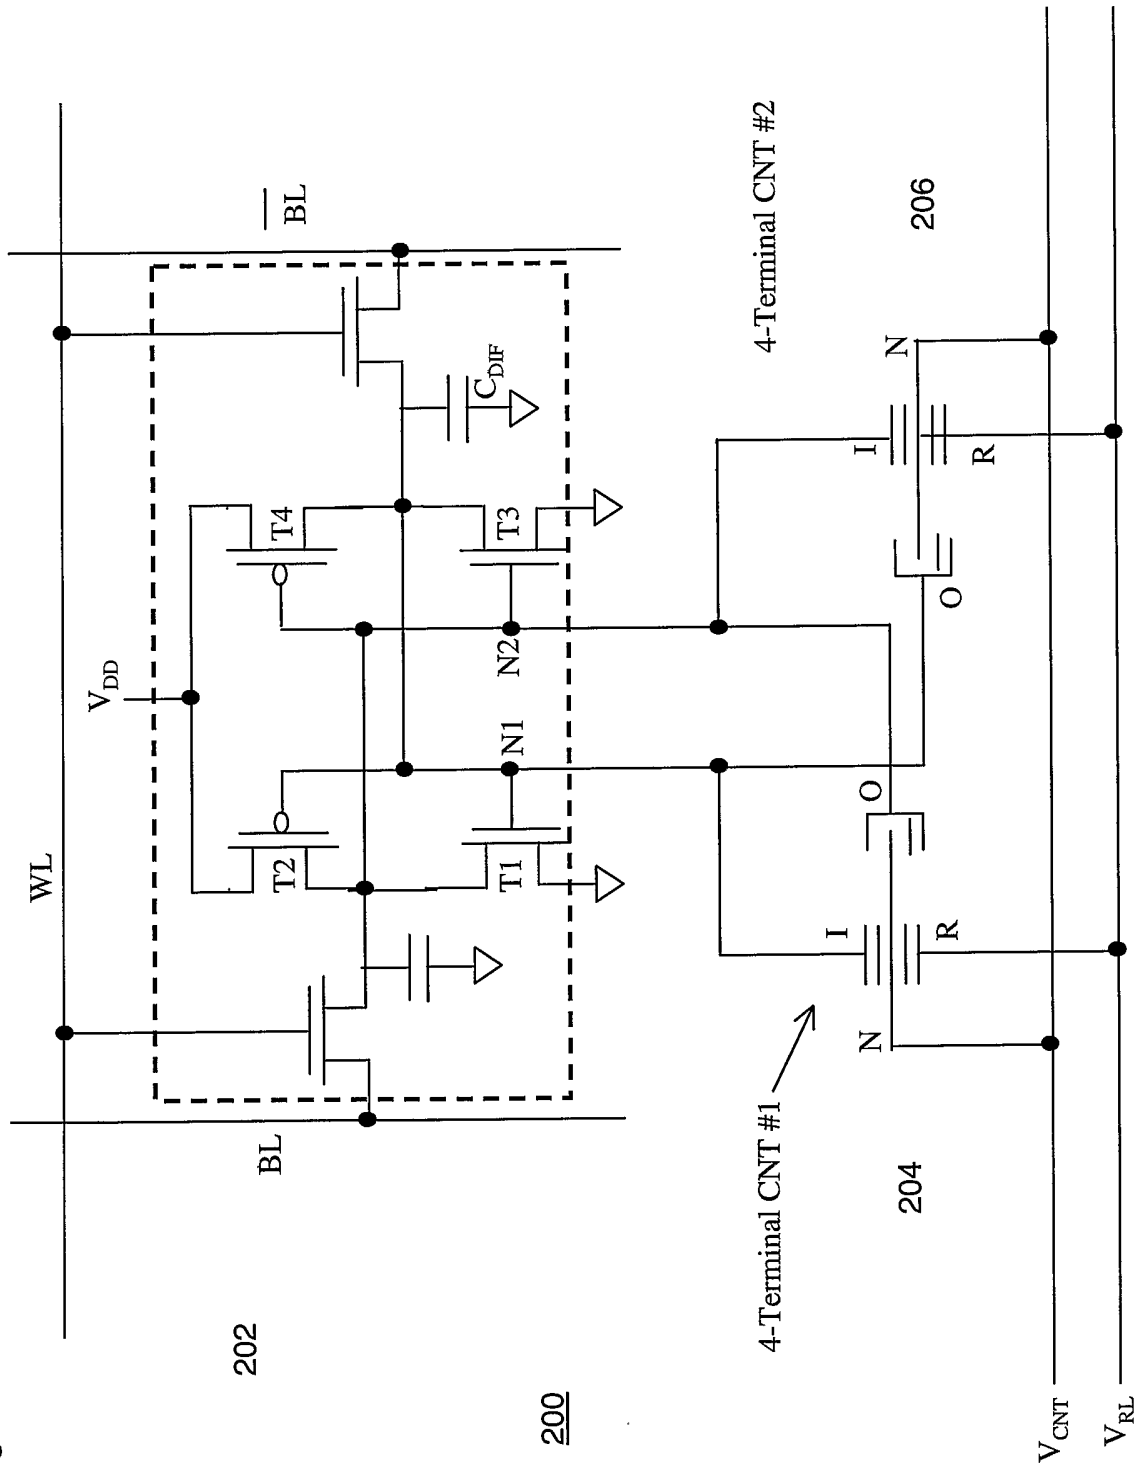 WL
BL
BL
V_DD
T2
T4
T1
T3
N1
N2
C_DIF
202
200
4-Terminal CNT #1
4-Terminal CNT #2
204
206
I
R
N
O
I
R
N
O
V_CNT
V_RL